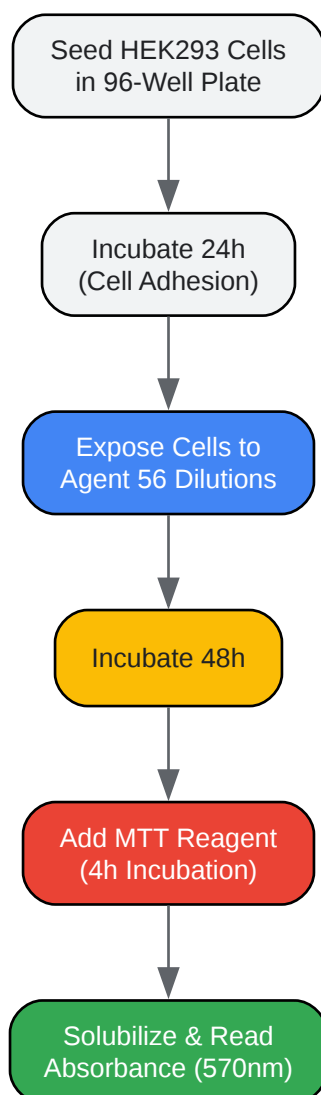 Seed HEK293 Cells
in 96-Well Plate
Incubate 24h
(Cell Adhesion)
Expose Cells to
Agent 56 Dilutions
Incubate 48h
Add MTT Reagent
(4h Incubation)
Solubilize & Read
Absorbance (570nm)